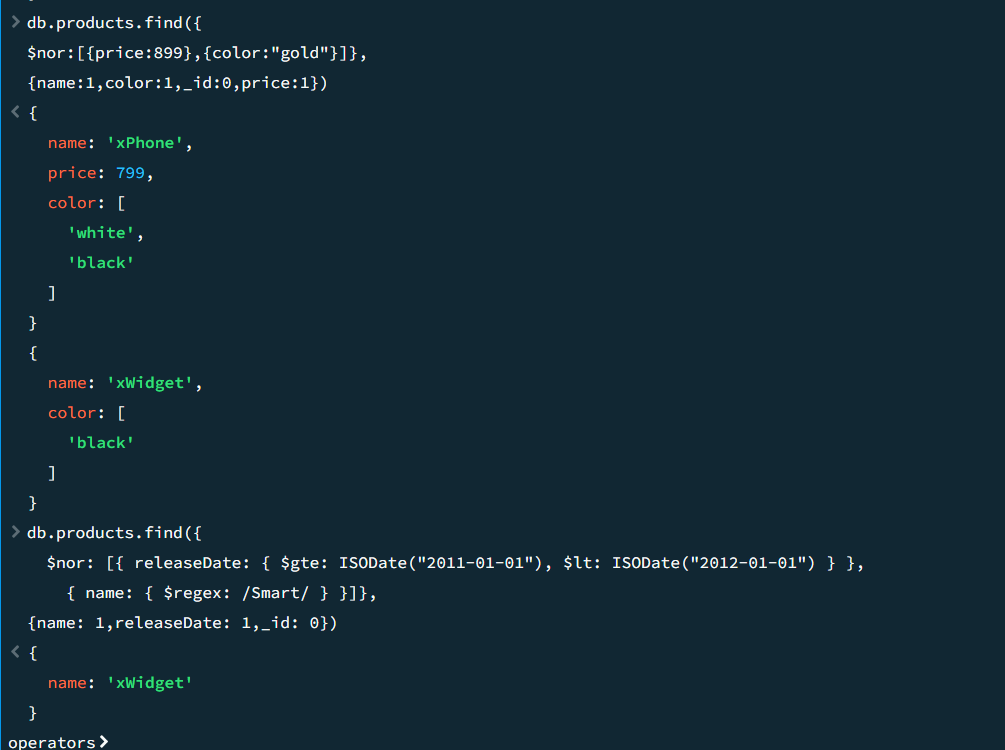 > db.products.find({
$nor:[{price:899},{color:"gold"}]},
{name:1,color:1,_id:0,price:1})
< {
name: 'xPhone',
price: 799,
color: [
'white',
'black'
]
}
{
name: 'xWidget',
color: [
'black'
]
}
> db.products.find({
$nor: [{ releaseDate: { $gte: ISODate("2011-01-01"), $lt: ISODate("2012-01-01") } },
{ name: { $regex: /Smart/ } }]},
{name: 1,releaseDate: 1,_id: 0})
< {
name: 'xWidget'
}
operators>